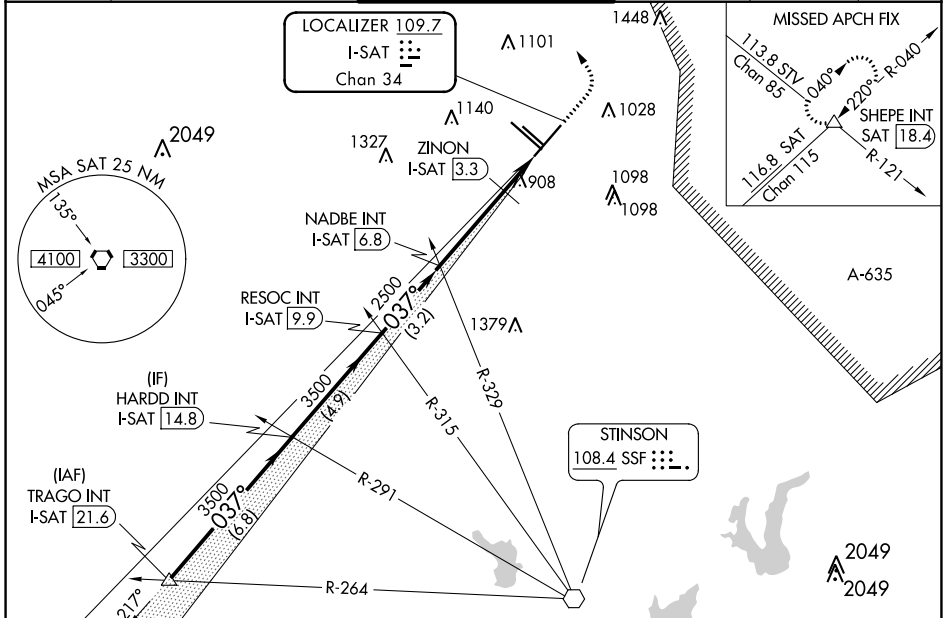 LOCALIZER 109.7
I-SAT
Chan 34
1101
1448
MISSED APCH FIX
113.8 STV
Chan 85
040°
220°
R-040
SHEPE INT
SAT 18.4
116.8 SAT
Chan 115
R-121
2049
1140
1327
1028
ZINON
I-SAT 3.3
908
1098
1098
MSA SAT 25 NM
135°
4100
3300
045°
NADBE INT
I-SAT 6.8
A-635
RESOC INT
I-SAT 9.9
2500
037°
(3.2)
1379
R-329
R-315
(IF)
HARDD INT
I-SAT 14.8
3500
(4.9)
STINSON
108.4 SSF
R-291
(IAF)
TRAGO INT
I-SAT 21.6
3500
037°
(6.8)
R-264
217°
2049
2049